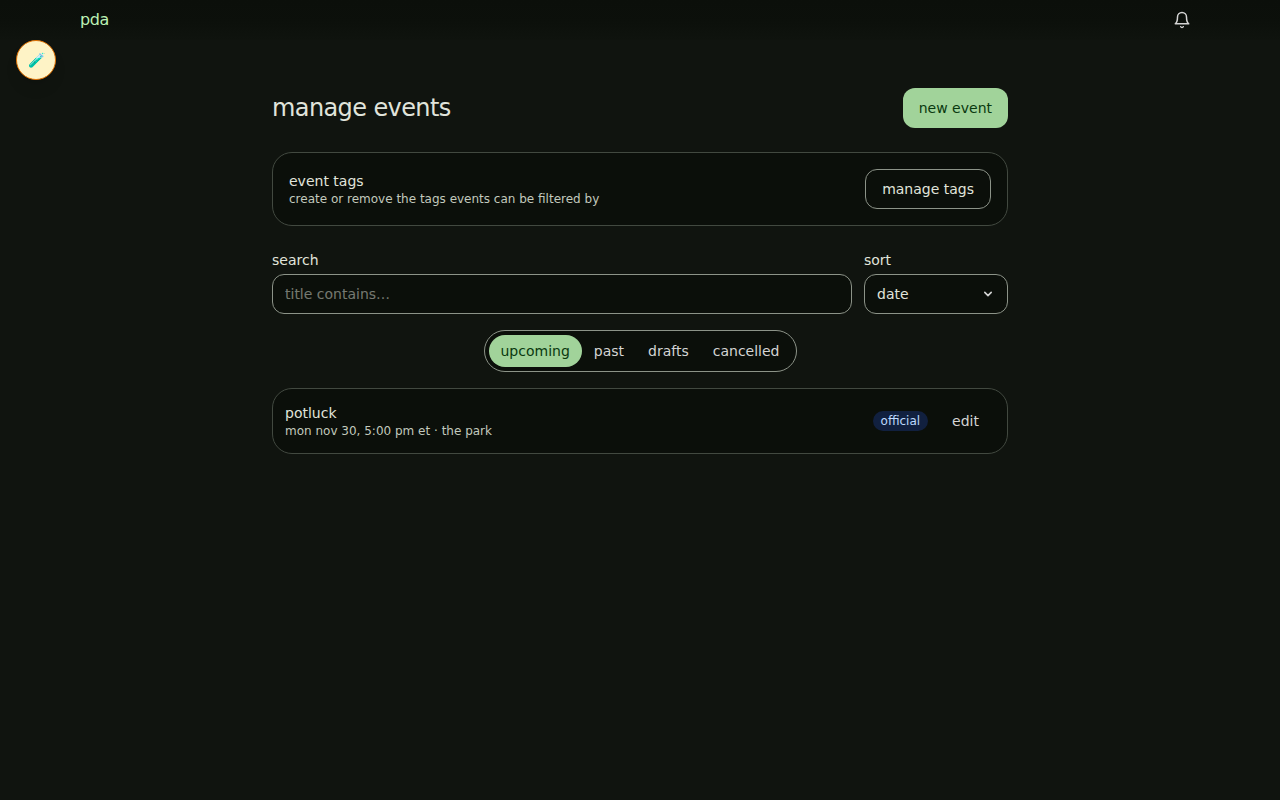 pda
manage events
new event
event tags
create or remove the tags events can be filtered by
manage tags
search
sort
title contains…
date
upcoming
past
drafts
cancelled
potluck
mon nov 30, 5:00 pm et · the park
official
edit